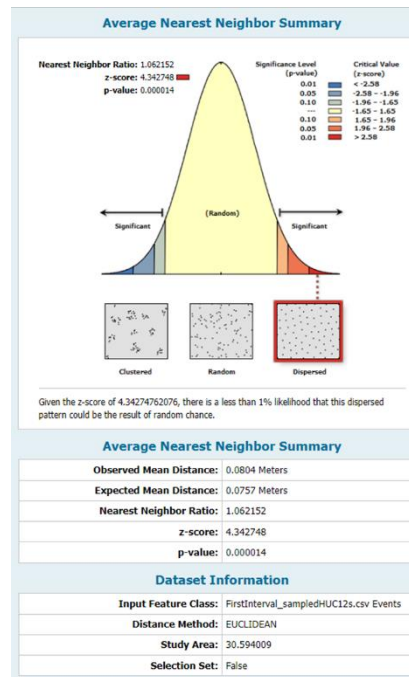 Average Nearest Neighbor Summary
Nearest Neighbor Ratio: 1.062152
z-score: 4.342748
p-value: 0.000014
Significance Level
(p-value)
Critical Value
(z-score)
0.01 < -2.58
0.05 -2.58 - -1.96
0.10 -1.96 - -1.65
--- -1.65 - 1.65
0.10 1.65 - 1.96
0.05 1.96 - 2.58
0.01 > 2.58
(Random)
Significant
Significant
Clustered
Random
Dispersed
Given the z-score of 4.34274762076, there is a less than 1% likelihood that this dispersed
pattern could be the result of random chance.
Average Nearest Neighbor Summary
Observed Mean Distance: 0.0804 Meters
Expected Mean Distance: 0.0757 Meters
Nearest Neighbor Ratio: 1.062152
z-score: 4.342748
p-value: 0.000014
Dataset Information
Input Feature Class: FirstInterval_sampledHUC12s.csv Events
Distance Method: EUCLIDEAN
Study Area: 30.594009
Selection Set: False